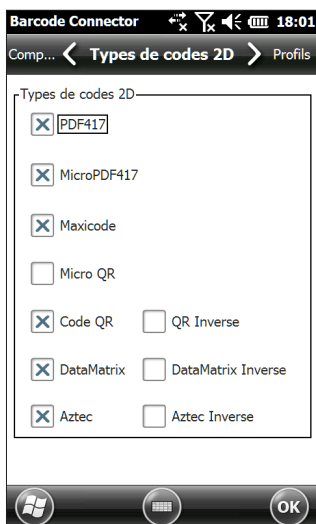 Barcode Connector 18:01
Comp... Types de codes 2D Profils
Types de codes 2D
PDF417
MicroPDF417
Maxicode
Micro QR
Code QR QR Inverse
DataMatrix DataMatrix Inverse
Aztec Aztec Inverse
OK